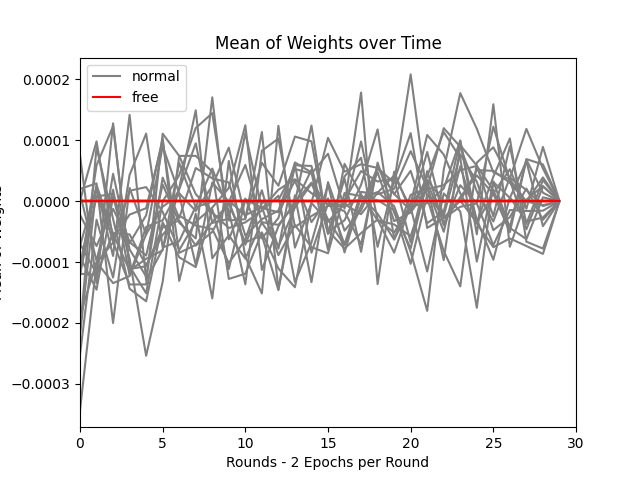 Mean of Weights over Time
normal
free
0.0002
0.0001
0.0000
−0.0001
−0.0002
−0.0003
0 5 10 15 20 25 30
Rounds - 2 Epochs per Round